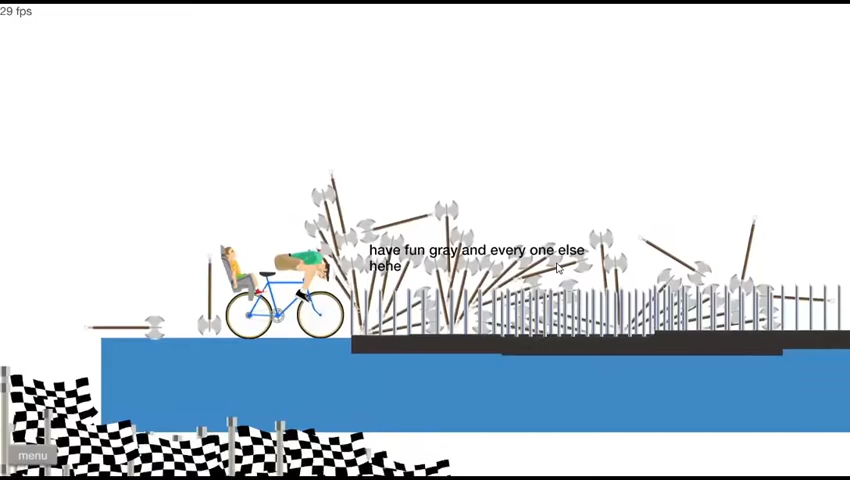 29 fps
have fun gray and every one else
hehe
menu